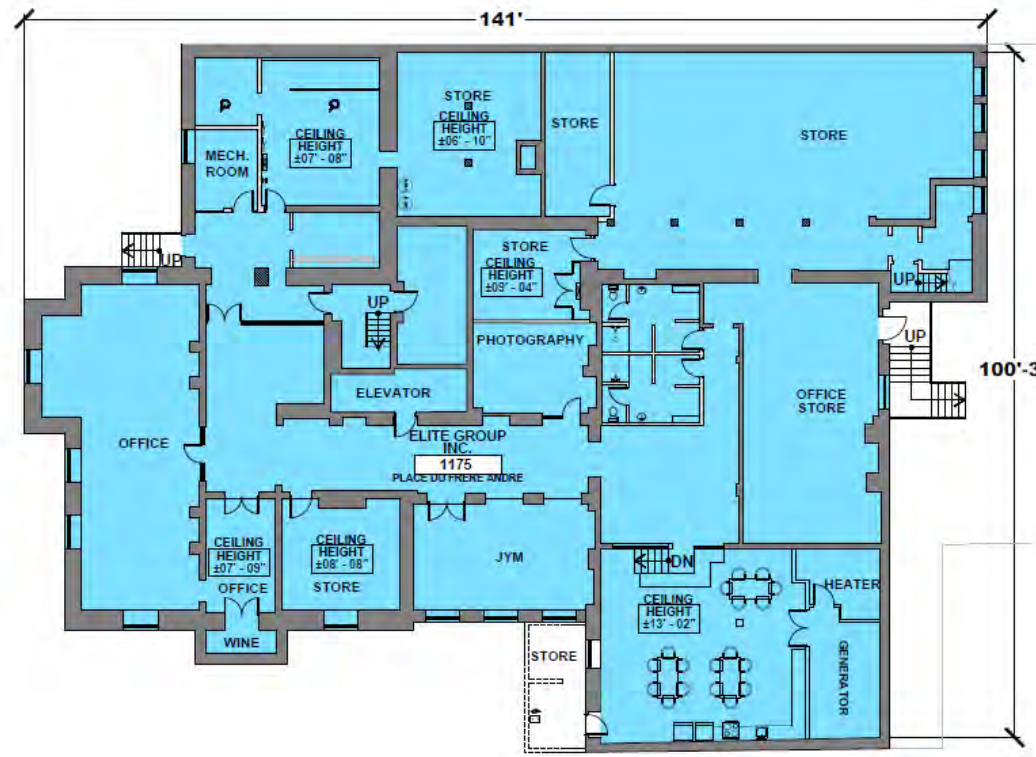 141'
STORE
CEILING
HEIGHT
±06' - 10"
STORE
STORE
CEILING
HEIGHT
±07' - 08"
MECH.
ROOM
UP
STORE
CEILING
HEIGHT
±09' - 04"
UP
UP
UP
PHOTOGRAPHY
100'-3
ELEVATOR
OFFICE
STORE
OFFICE
ELITE GROUP
INC.
1175
PLACE DU FRERE ANDRE
CEILING
HEIGHT
±07' - 09"
OFFICE
CEILING
HEIGHT
±08' - 08"
STORE
JYM
DN
CEILING
HEIGHT
±13' - 02"
HEATER
WINE
STORE
GENERATOR